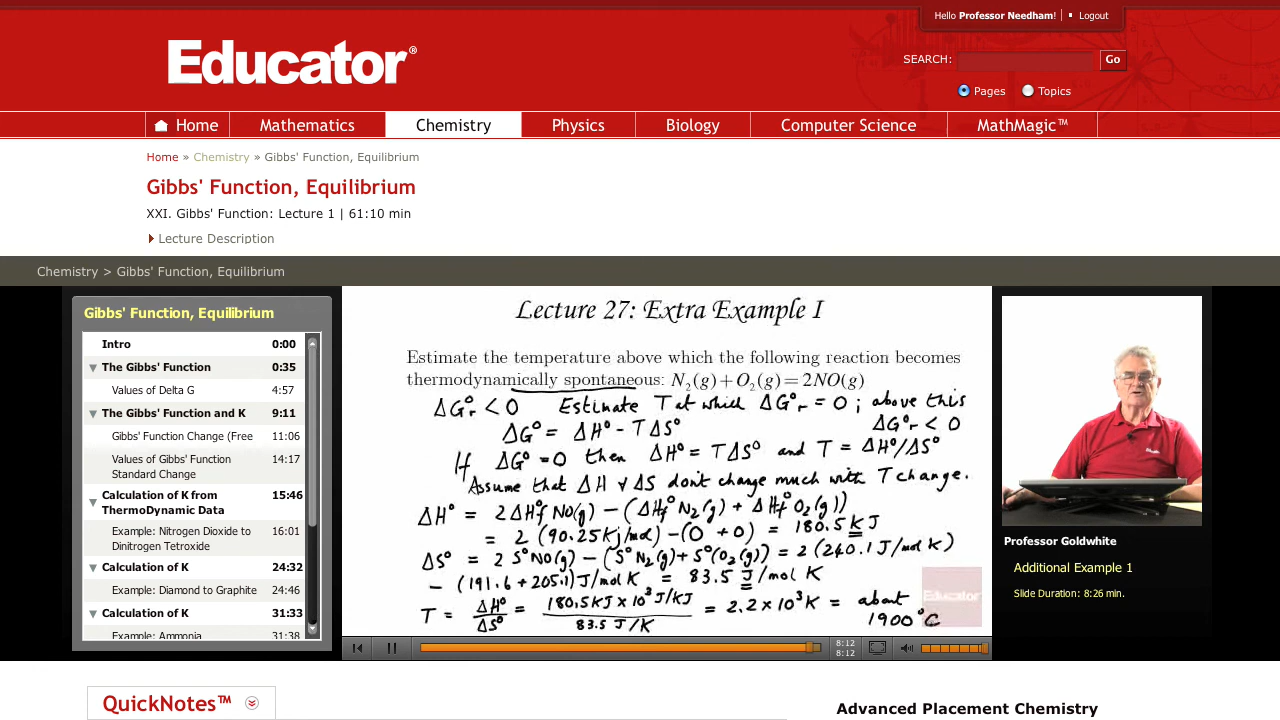 Hello Professor Needham! Logout
Educator®
SEARCH: Go
Pages Topics
Home Mathematics Chemistry Physics Biology Computer Science MathMagic™
Home » Chemistry » Gibbs' Function, Equilibrium
Gibbs' Function, Equilibrium
XXI. Gibbs' Function: Lecture 1 | 61:10 min
Lecture Description
Chemistry > Gibbs' Function, Equilibrium
Gibbs' Function, Equilibrium
Intro 0:00
The Gibbs' Function 0:35
Values of Delta G 4:57
The Gibbs' Function and K 9:11
Gibbs' Function Change (Free 11:06
Values of Gibbs' Function 14:17
Standard Change
Calculation of K from 15:46
ThermoDynamic Data
Example: Nitrogen Dioxide to 16:01
Dinitrogen Tetroxide
Calculation of K 24:32
Example: Diamond to Graphite 24:46
Calculation of K 31:33
Example: Ammonia 31:38
Lecture 27: Extra Example I
Estimate the temperature above which the following reaction becomes
thermodynamically spontaneous: N₂(g)+O₂(g)=2NO(g)
ΔG°r < 0 Estimate T at which ΔG°r = 0 ; above this
ΔG°r < 0
ΔG° = ΔH° - TΔS°
If ΔG° = 0 then ΔH° = TΔS° and T = ΔH°/ΔS°
Assume that ΔH & ΔS don't change much with T change.
ΔH° = 2ΔHf° NO(g) - (ΔHf° N₂(g) + ΔHf° O₂(g))
= 2 (90.25 Kj/mol) - (0 + 0) = 180.5 KJ
ΔS° = 2 S° NO(g) - (S° N₂(g) + S°(O₂(g)) = 2 (240.1 J/mol K)
- (191.6 + 205.1) J/mol K = 83.5 J/mol K
T = ΔH°/ΔS° = 180.5 KJ x 10³ J/KJ / 83.5 J/K = 2.2 x 10³ K = about
1900°C
Educator
8:12
8:12
Professor Goldwhite
Additional Example 1
Slide Duration: 8:26 min.
QuickNotes™
Advanced Placement Chemistry